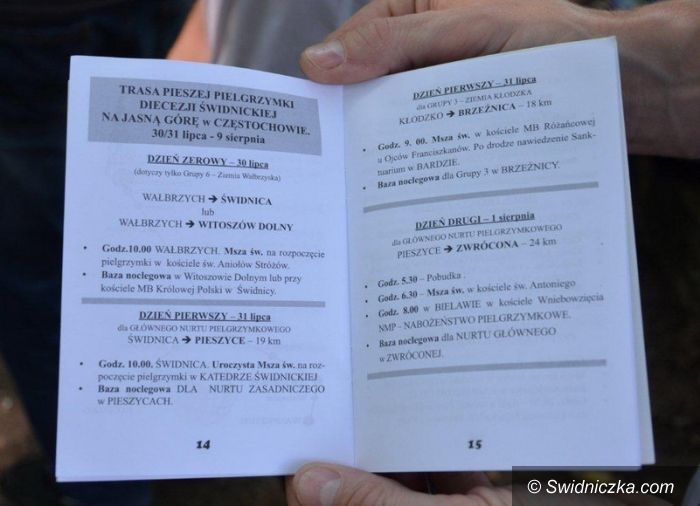 TRASA PIESZEJ PIELGRZYMKI
DIECEZJI ŚWIDNICKIEJ
NA JASNĄ GÓRĘ w CZĘSTOCHOWIE.
30/31 lipca - 9 sierpnia
DZIEŃ ZEROWY – 30 lipca
(dotyczy tylko Grupy 6 – Ziemia Wałbrzyska)
WAŁBRZYCH → ŚWIDNICA
lub
WAŁBRZYCH → WITOSZÓW DOLNY
• Godz.10.00 WAŁBRZYCH. Msza św. na rozpoczęcie
pielgrzymki w kościele św. Aniołów Stróżów.
• Baza noclegowa w Witoszowie Dolnym lub przy
kościele MB Królowej Polski w Świdnicy.
DZIEŃ PIERWSZY – 31 lipca
dla GŁÓWNEGO NURTU PIELGRZYMKOWEGO
ŚWIDNICA → PIESZYCE – 19 km
• Godz. 10.00. ŚWIDNICA. Uroczysta Msza św. na roz-
poczęcie pielgrzymki w KATEDRZE ŚWIDNICKIEJ
• Baza noclegowa DLA NURTU ZASADNICZEGO
w PIESZYCACH.
14
DZIEŃ PIERWSZY – 31 lipca
dla GRUPY 3 – ZIEMIA KŁODZKA
KŁODZKO → BRZEŹNICA – 18 km
• Godz. 9. 00. Msza św. w kościele MB Różańcowej
u Ojców Franciszkanów. Po drodze nawiedzenie Sank-
tuarium w BARDZIE.
• Baza noclegowa dla Grupy 3 w BRZEŹNICY.
DZIEŃ DRUGI – 1 sierpnia
dla GŁÓWNEGO NURTU PIELGRZYMKOWEGO
PIESZYCE → ZWRÓCONA – 24 km
• Godz. 5.30 – Pobudka .
• Godz. 6.30 – Msza św. w kościele św. Antoniego
• Godz. 8.00 w BIELAWIE w kościele Wniebowzięcia
NMP - NABOŻEŃSTWO PIELGRZYMKOWE.
• Baza noclegowa dla NURTU GŁÓWNEGO
w ZWRÓCONEJ.
15
© Swidniczka.com